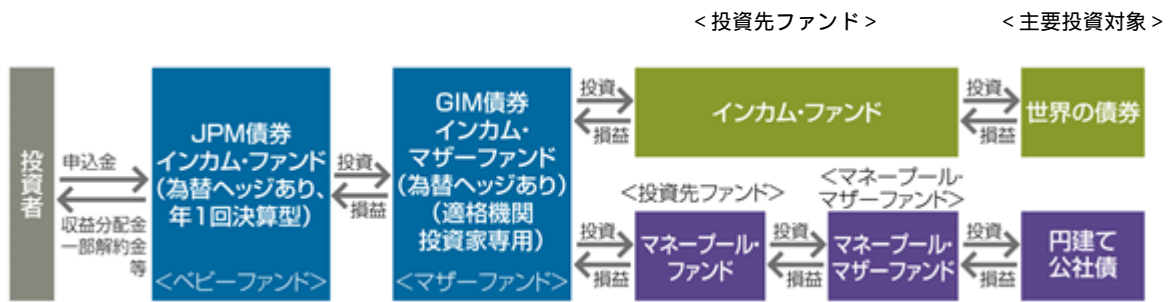 ＜投資先ファンド＞
＜主要投資対象＞
投資者
申込金
収益分配金
一部解約金
等
JPM債券
インカム・ファンド
(為替ヘッジあり、
年1回決算型)
＜ベビーファンド＞
投資
損益
GIM債券
インカム・
マザーファンド
(為替ヘッジあり)
(適格機関
投資家専用)
＜マザーファンド＞
投資
損益
インカム・ファンド
投資
損益
世界の債券
投資
損益
＜投資先ファンド＞
マネープール・
ファンド
投資
損益
＜マネープール・
マザーファンド＞
マネープール・
マザーファンド
投資
損益
円建て
公社債